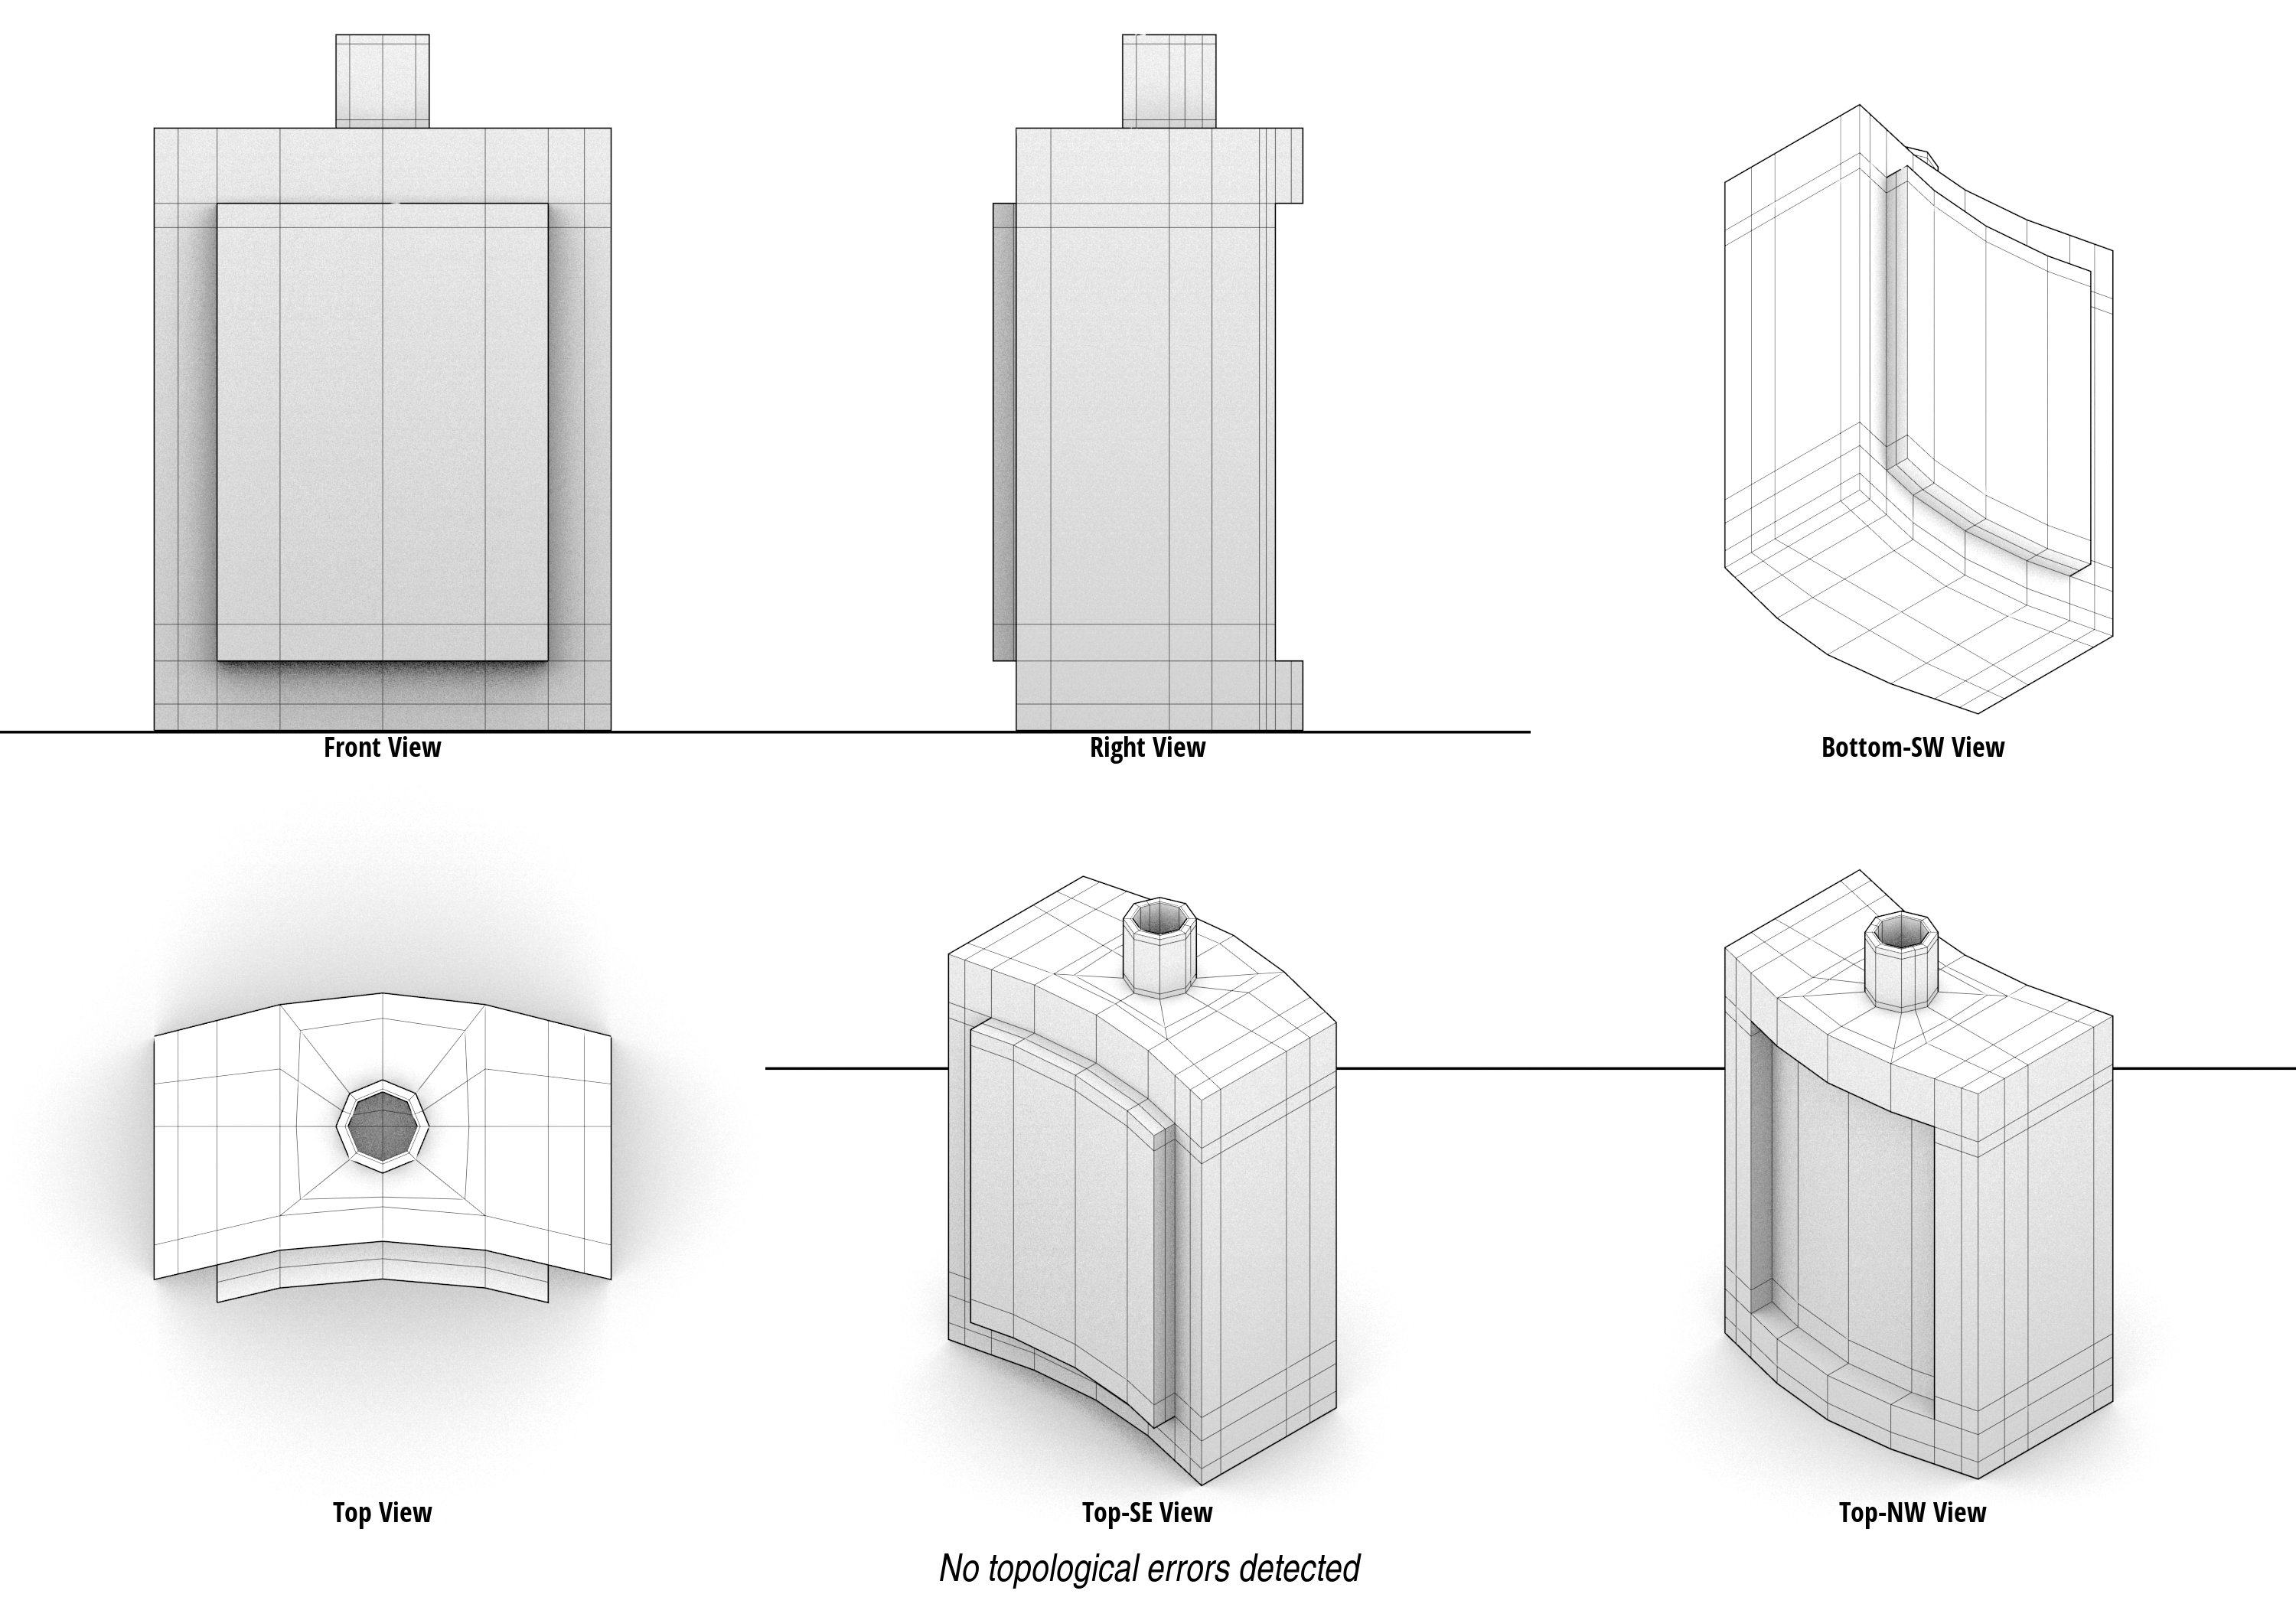 Front View
Right View
Bottom-SW View
Top View
Top-SE View
Top-NW View
No topological errors detected